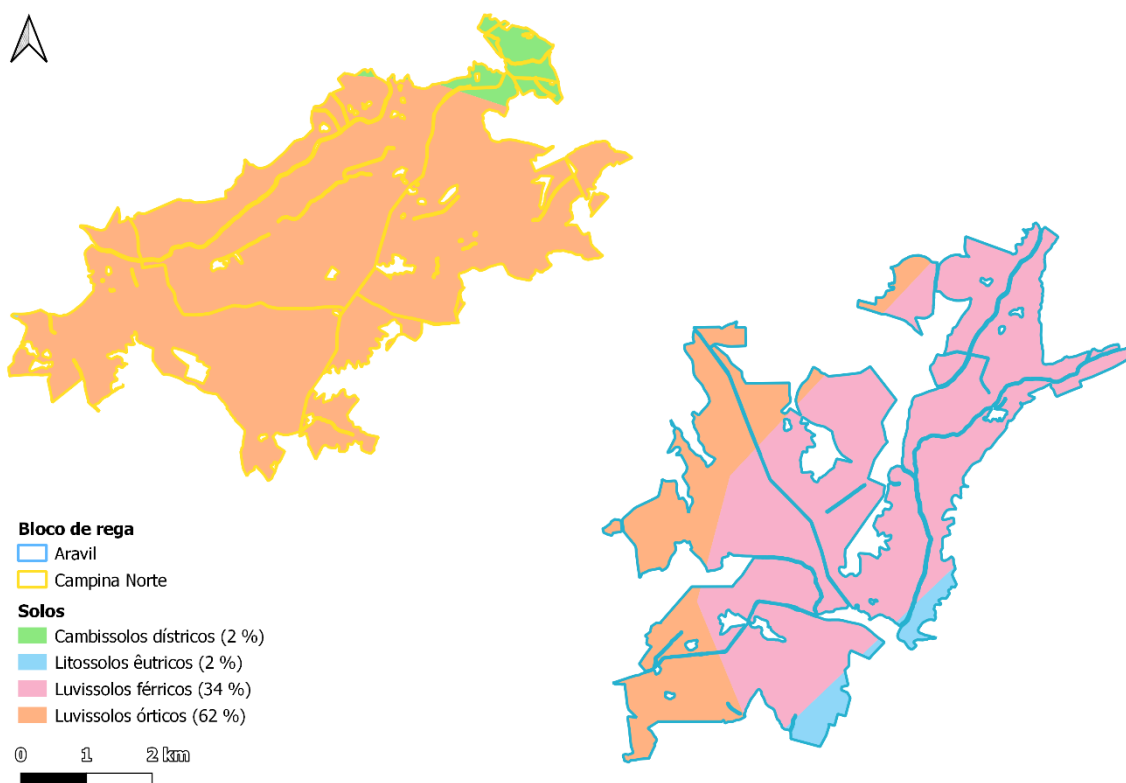 Bloco de rega
Aravil
Campina Norte
Solos
Cambissolos dístricos (2 %)
Litossolos êutricos (2 %)
Luvissolos férricos (34 %)
Luvissolos órticos (62 %)
0 1 2 km